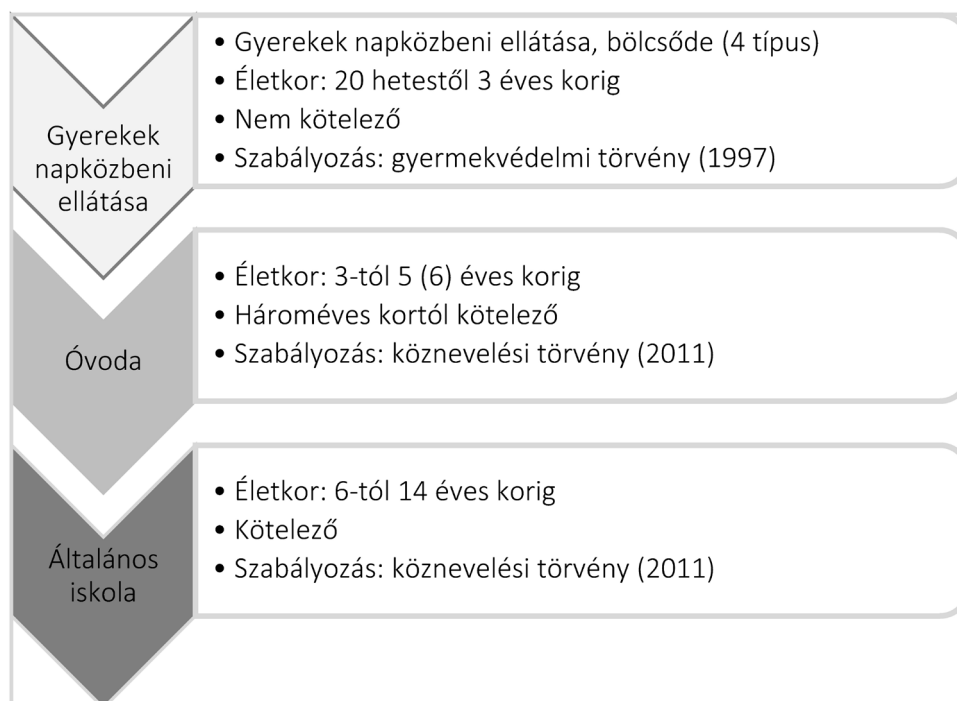 Gyerekek
napközbeni
ellátása
• Gyerekek napközbeni ellátása, bölcsőde (4 típus)
• Életkor: 20 hetestől 3 éves korig
• Nem kötelező
• Szabályozás: gyermekvédelmi törvény (1997)
Óvoda
• Életkor: 3-tól 5 (6) éves korig
• Hároméves kortól kötelező
• Szabályozás: köznevelési törvény (2011)
Általános
iskola
• Életkor: 6-tól 14 éves korig
• Kötelező
• Szabályozás: köznevelési törvény (2011)